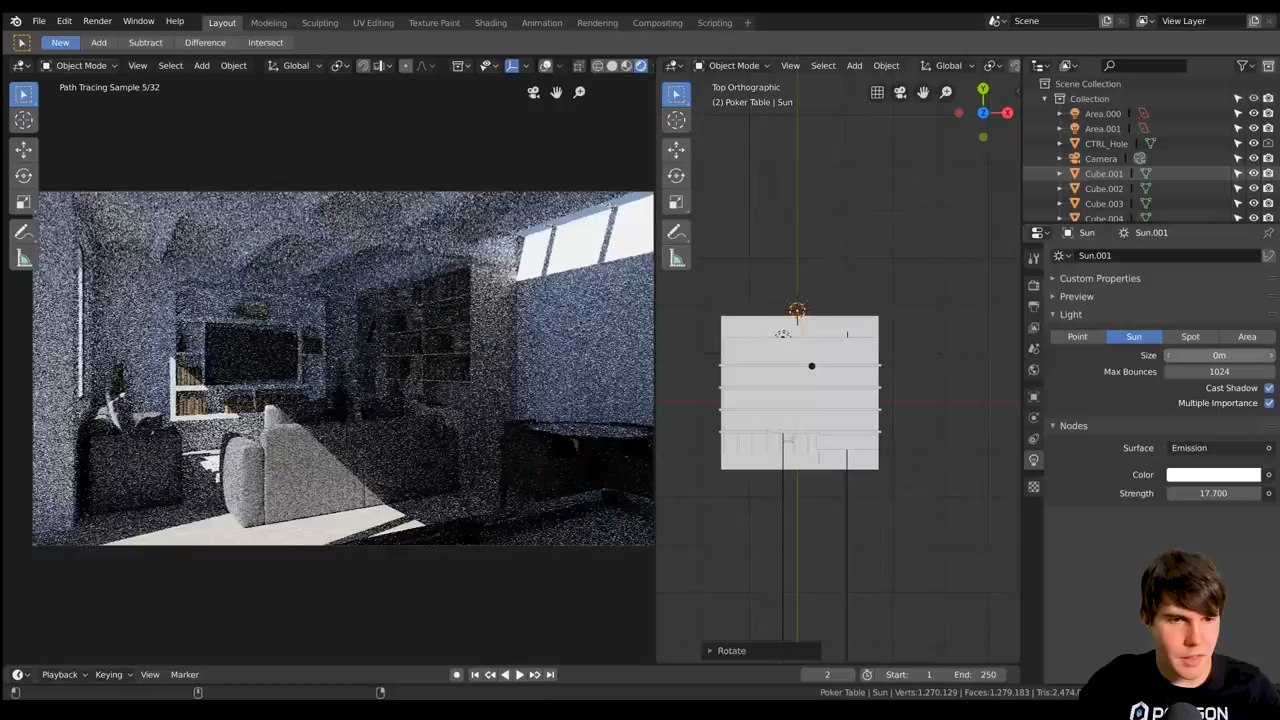 File Edit Render Window Help Layout Modeling Sculpting UV Editing Texture Paint Shading Animation Rendering Compositing Scripting + Scene View Layer
New Add Subtract Difference Intersect
Object Mode View Select Add Object Global Object Mode View Select Add Object Global
Path Tracing Sample 5/32
Top Orthographic
(2) Poker Table | Sun
Y
Z
X
Scene Collection
Collection
Area.000
Area.001
CTRL_Hole
Camera
Cube.001
Cube.002
Cube.003
Cube.004
Sun Sun.001
Sun.001
Custom Properties
Preview
Light
Point Sun Spot Area
Size 0m
Max Bounces 1024
Cast Shadow
Multiple Importance
Nodes
Surface Emission
Color
Strength 17.700
Rotate
Playback Keying View Marker 2 Start: 1 End: 250
Poker Table | Sun | Verts:1,270,129 | Faces:1,279,183 | Tris:2,474,0